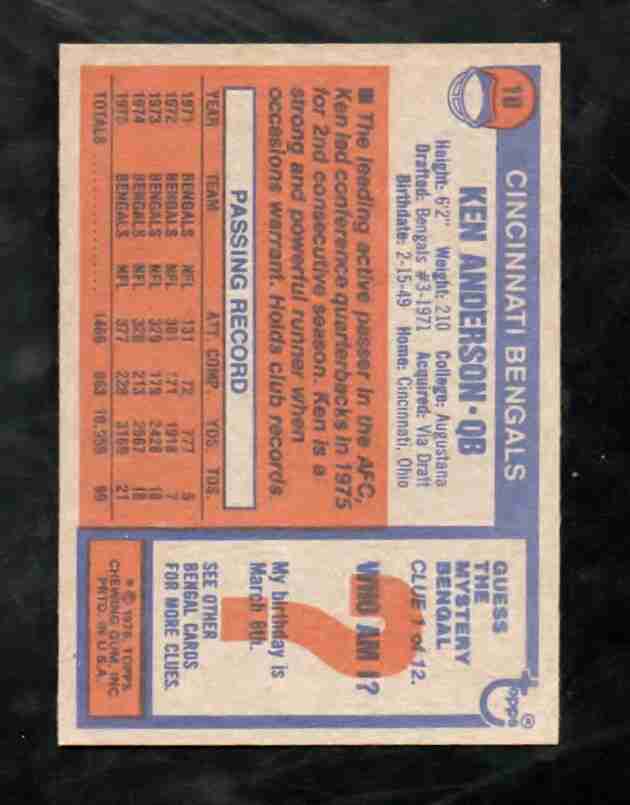 10
CINCINNATI BENGALS
KEN ANDERSON • QB
Height: 6'2" Weight: 210 College: Augustana
Drafted: Bengals #3-1971 Acquired: Via Draft
Birthdate: 2-15-49 Home: Cincinnati, Ohio
■ The leading active passer in the AFC,
Ken led conference quarterbacks in 1975
for 2nd consecutive season. Ken is a
strong and powerful runner when
occasions warrant. Holds club records.
PASSING RECORD
YEAR TEAM ATT. COMP. YDS. TDS.
1971 BENGALS NFL 131 72 777 5
1972 BENGALS NFL 301 171 1918 7
1973 BENGALS NFL 329 179 2428 18
1974 BENGALS NFL 328 213 2667 18
1975 BENGALS NFL 377 228 3169 21
TOTALS 1466 863
GUESS
THE
MYSTERY
BENGAL
CLUE 1 of 12.
topps®
?
WHO AM I?
My birthday is
March 6th.
SEE OTHER
BENGAL CARDS
FOR MORE CLUES.
* © 1976, TOPPS
CHEWING GUM, INC.
PRTD. IN U.S.A.